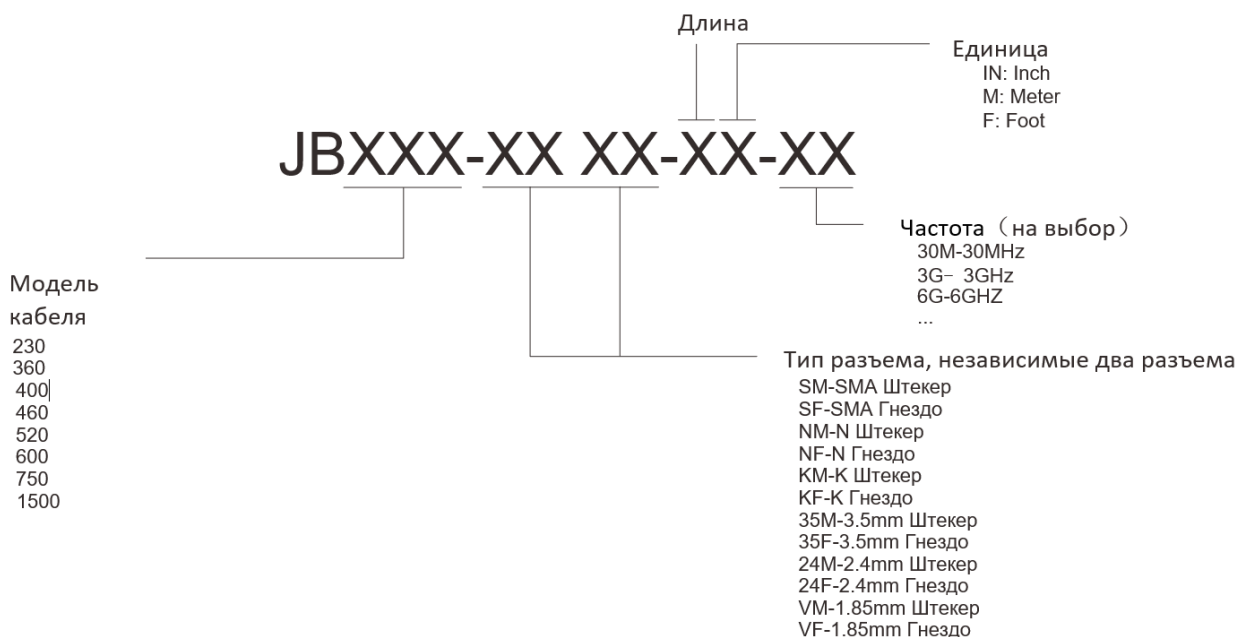 Длина
Единица
IN: Inch
M: Meter
F: Foot
JBXXX-XX XX-XX-XX
Частота（на выбор）
30M-30MHz
3G- 3GHz
6G-6GHZ
...
Модель
кабеля
230
360
400
460
520
600
750
1500
Тип разъема, независимые два разъема
SM-SMA Штекер
SF-SMA Гнездо
NM-N Штекер
NF-N Гнездо
KM-K Штекер
KF-K Гнездо
35M-3.5mm Штекер
35F-3.5mm Гнездо
24M-2.4mm Штекер
24F-2.4mm Гнездо
VM-1.85mm Штекер
VF-1.85mm Гнездо